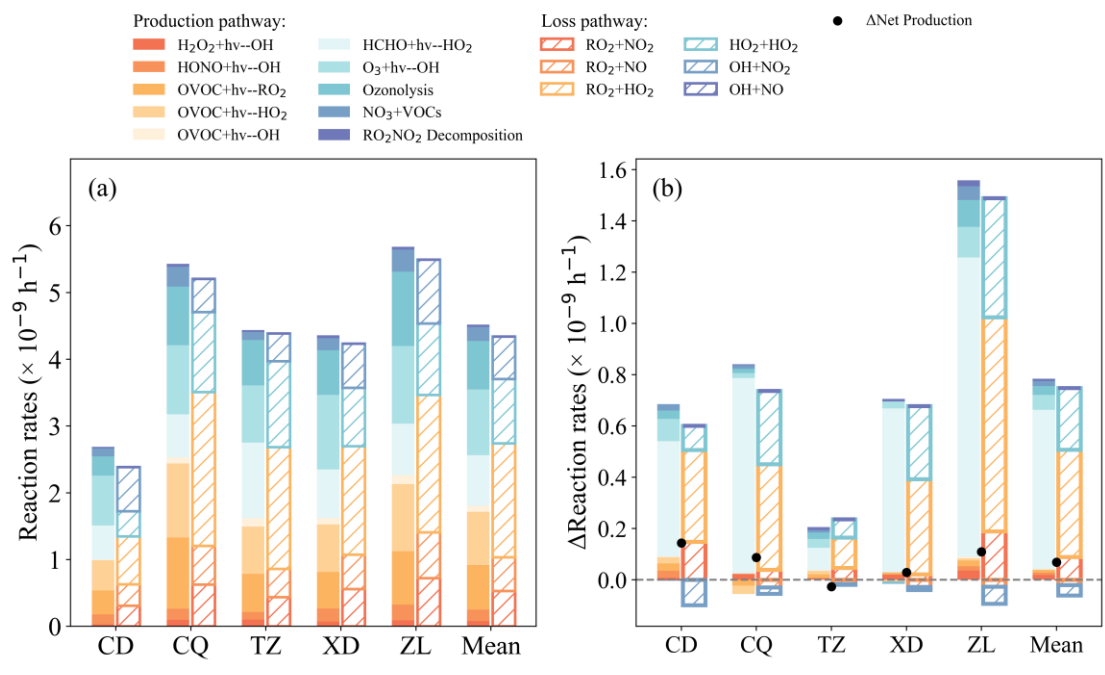 Production pathway:
H₂O₂+hv--OH
HONO+hv--OH
OVOC+hv--RO₂
OVOC+hv--HO₂
OVOC+hv--OH
HCHO+hv--HO₂
O₃+hv--OH
Ozonolysis
NO₃+VOCs
RO₂NO₂ Decomposition
Loss pathway:
RO₂+NO₂
RO₂+NO
RO₂+HO₂
HO₂+HO₂
OH+NO₂
OH+NO
ΔNet Production
(a)
Reaction rates (× 10⁻⁹ h⁻¹)
6
5
4
3
2
1
0
CD CQ TZ XD ZL Mean
(b)
ΔReaction rates (× 10⁻⁹ h⁻¹)
1.6
1.4
1.2
1.0
0.8
0.6
0.4
0.2
0.0
CD CQ TZ XD ZL Mean